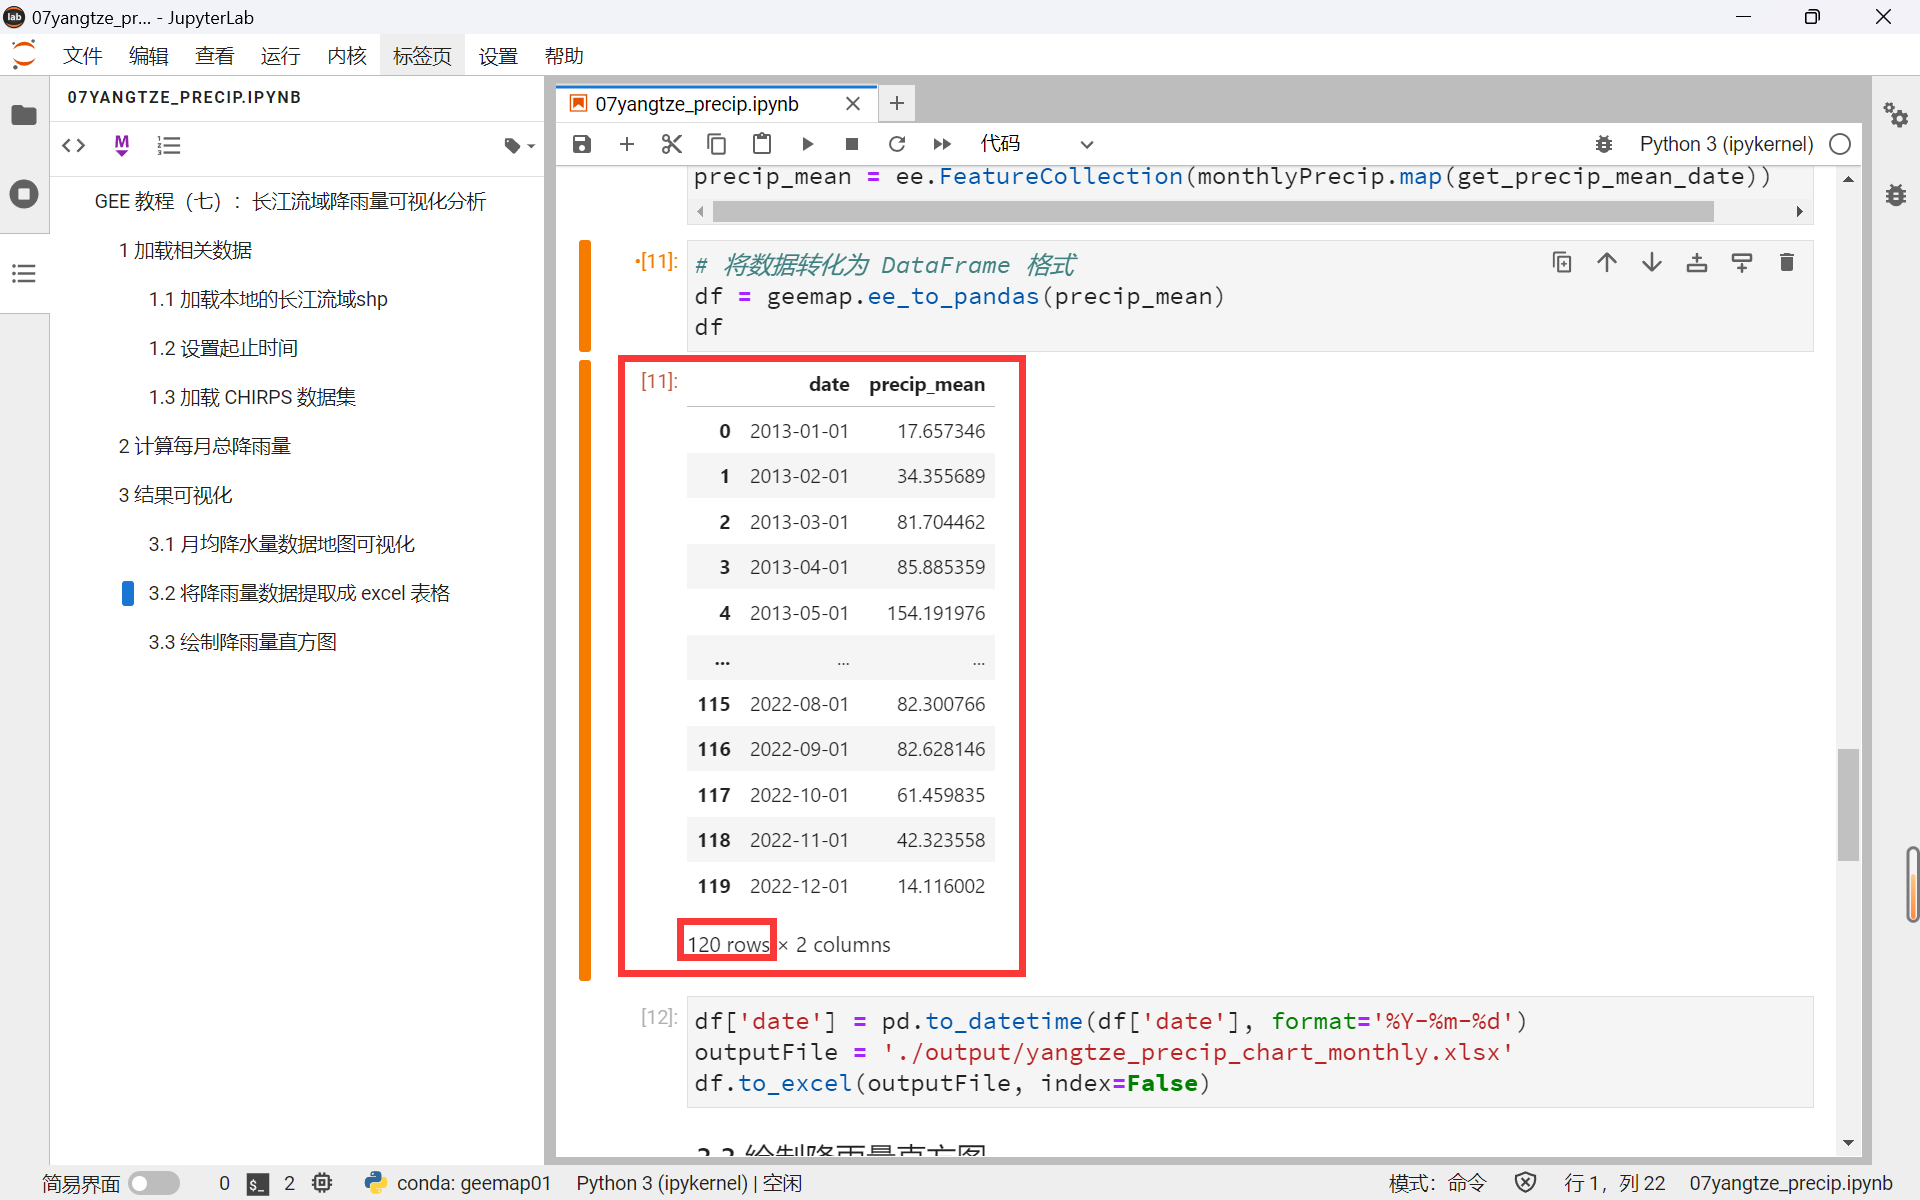 07yangtze_pr... - JupyterLab
文件 编辑 查看 运行 内核 标签页 设置 帮助
07YANGTZE_PRECIP.IPYNB
GEE 教程（七）：长江流域降雨量可视化分析
1 加载相关数据
1.1 加载本地的长江流域shp
1.2 设置起止时间
1.3 加载 CHIRPS 数据集
2 计算每月总降雨量
3 结果可视化
3.1 月均降水量数据地图可视化
3.2 将降雨量数据提取成 excel 表格
3.3 绘制降雨量直方图
07yangtze_precip.ipynb
代码
Python 3 (ipykernel)
precip_mean = ee.FeatureCollection(monthlyPrecip.map(get_precip_mean_date))
[11]:
# 将数据转化为 DataFrame 格式
df = geemap.ee_to_pandas(precip_mean)
df
[11]:
date precip_mean
0 2013-01-01 17.657346
1 2013-02-01 34.355689
2 2013-03-01 81.704462
3 2013-04-01 85.885359
4 2013-05-01 154.191976
... ... ...
115 2022-08-01 82.300766
116 2022-09-01 82.628146
117 2022-10-01 61.459835
118 2022-11-01 42.323558
119 2022-12-01 14.116002
120 rows × 2 columns
[12]:
df['date'] = pd.to_datetime(df['date'], format='%Y-%m-%d')
outputFile = './output/yangtze_precip_chart_monthly.xlsx'
df.to_excel(outputFile, index=False)
3.3 绘制降雨量直方图
简易界面 0 2 conda: geemap01 Python 3 (ipykernel) | 空闲 模式：命令 行 1，列 22 07yangtze_precip.ipynb